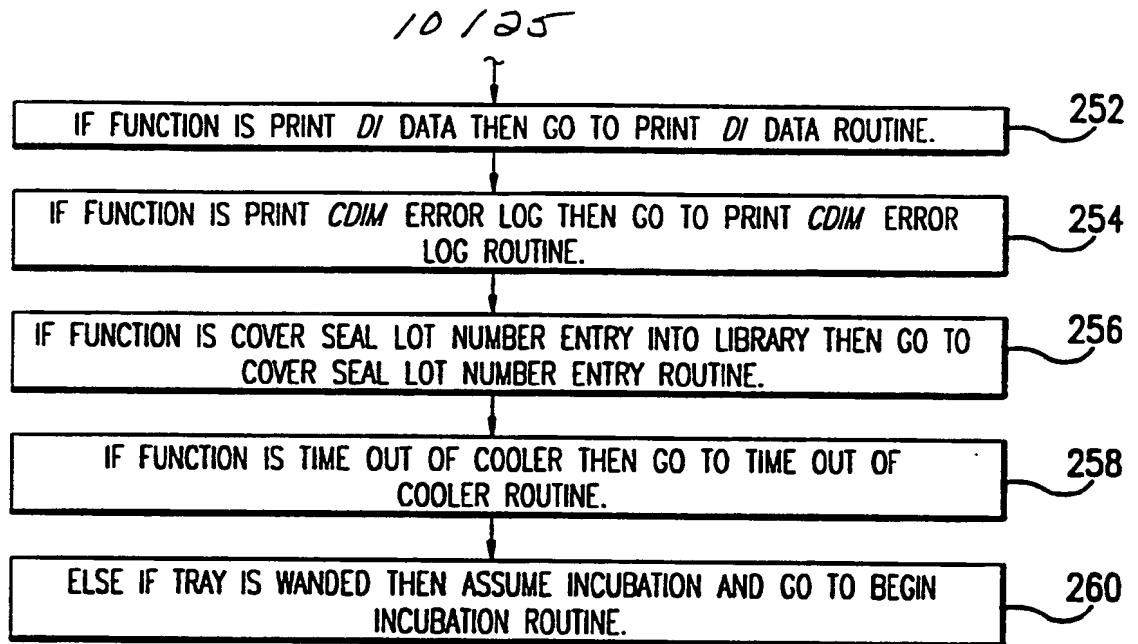 10 / 25
IF FUNCTION IS PRINT DI DATA THEN GO TO PRINT DI DATA ROUTINE.
252
IF FUNCTION IS PRINT CDIM ERROR LOG THEN GO TO PRINT CDIM ERROR
LOG ROUTINE.
254
IF FUNCTION IS COVER SEAL LOT NUMBER ENTRY INTO LIBRARY THEN GO TO
COVER SEAL LOT NUMBER ENTRY ROUTINE.
256
IF FUNCTION IS TIME OUT OF COOLER THEN GO TO TIME OUT OF
COOLER ROUTINE.
258
ELSE IF TRAY IS WANDED THEN ASSUME INCUBATION AND GO TO BEGIN
INCUBATION ROUTINE.
260